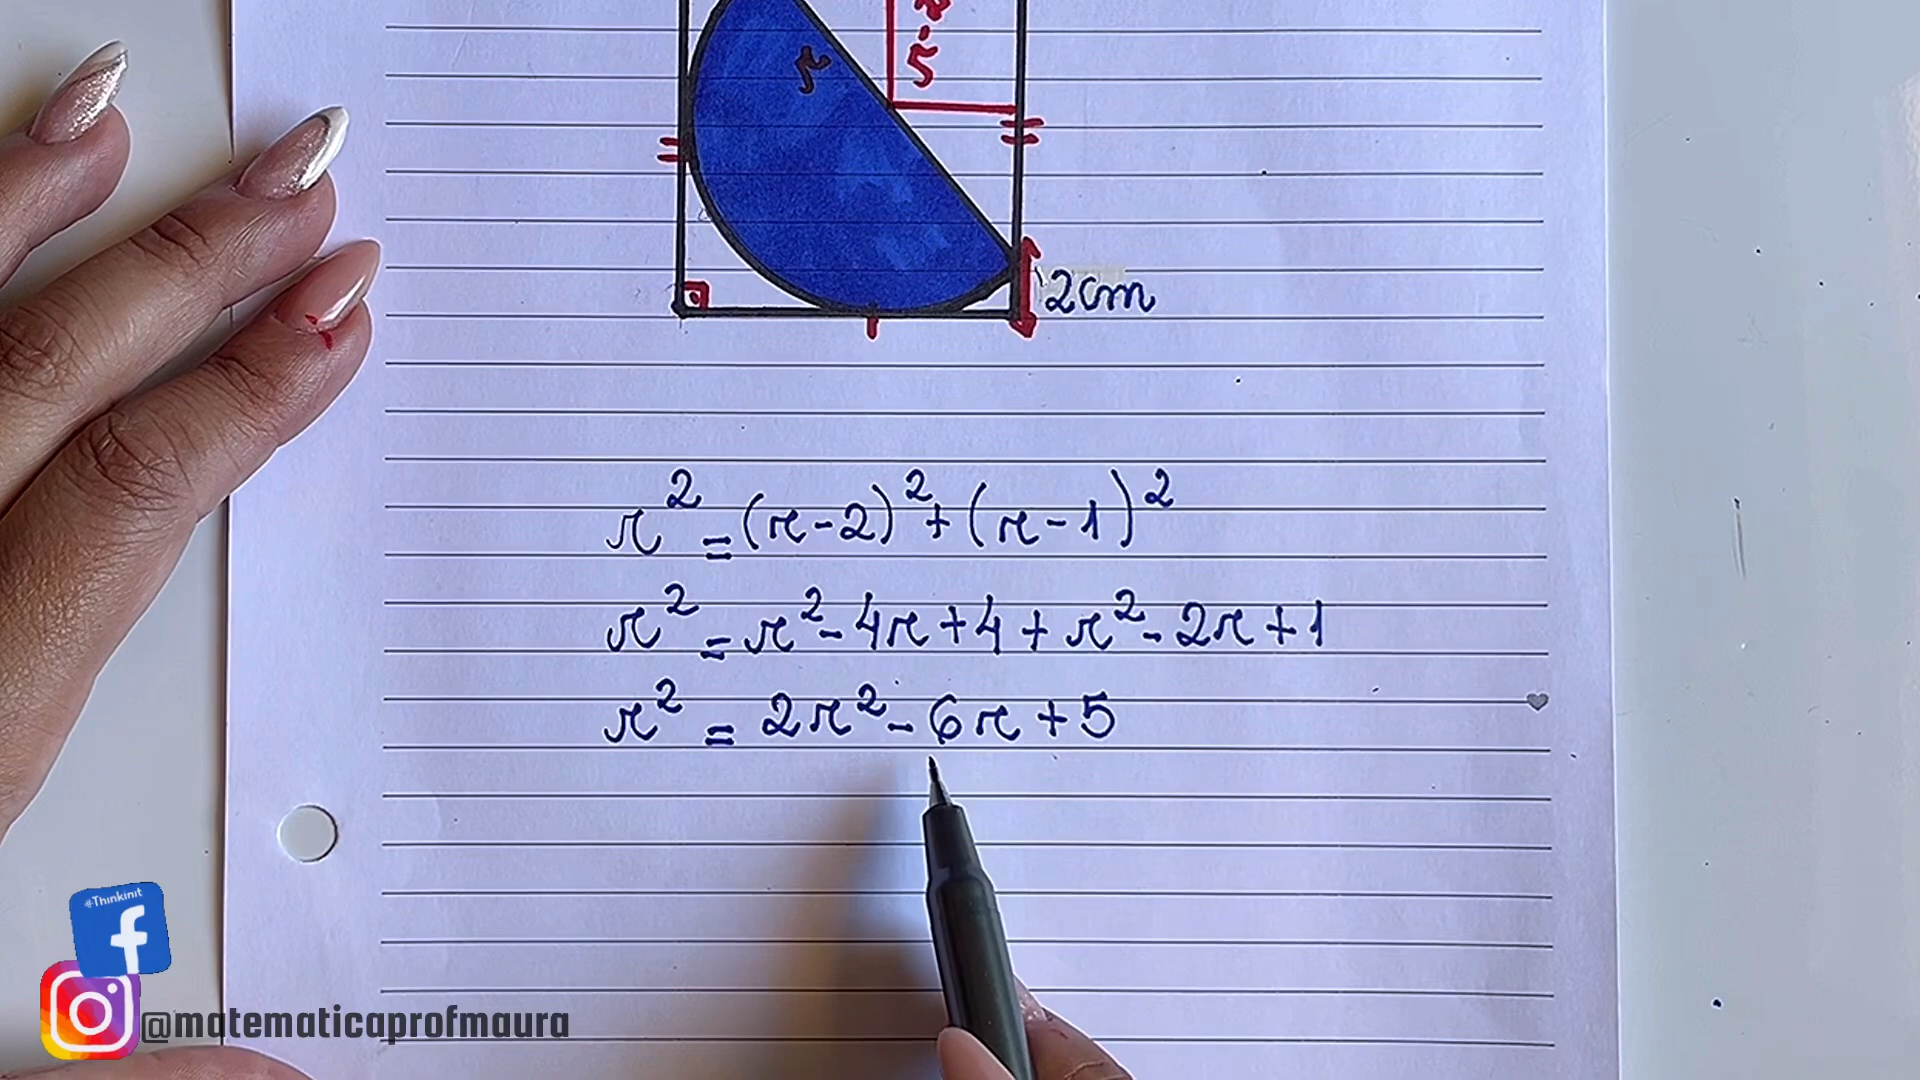 r
5
2cm
r² = (r-2)² + (r-1)²
r² = r² - 4r + 4 + r² - 2r + 1
r² = 2r² - 6r + 5
#Thinkinit
f
@matematicaprofmaura